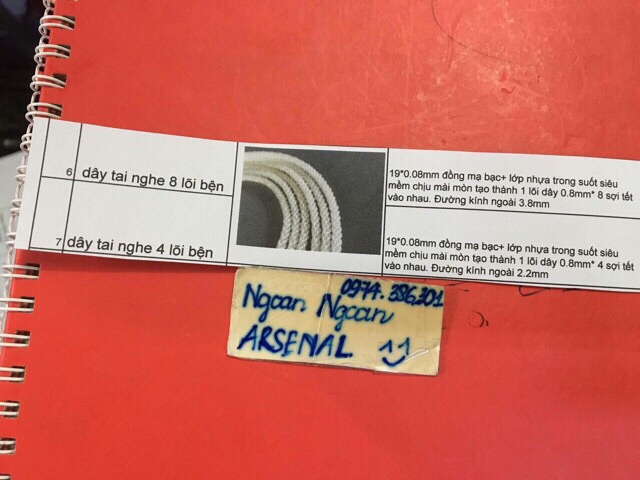 6 dây tai nghe 8 lõi bện
19*0.08mm đồng mạ bạc+ lớp nhựa trong suốt siêu
mềm chịu mài mòn tạo thành 1 lõi dây 0.8mm* 8 sợi tết
vào nhau. Đường kính ngoài 3.8mm
7 dây tai nghe 4 lõi bện
19*0.08mm đồng mạ bạc+ lớp nhựa trong suốt siêu
mềm chịu mài mòn tạo thành 1 lõi dây 0.8mm* 4 sợi tết
vào nhau. Đường kính ngoài 2.2mm
0974.386.301
Ngoan Ngoan
ARSENAL